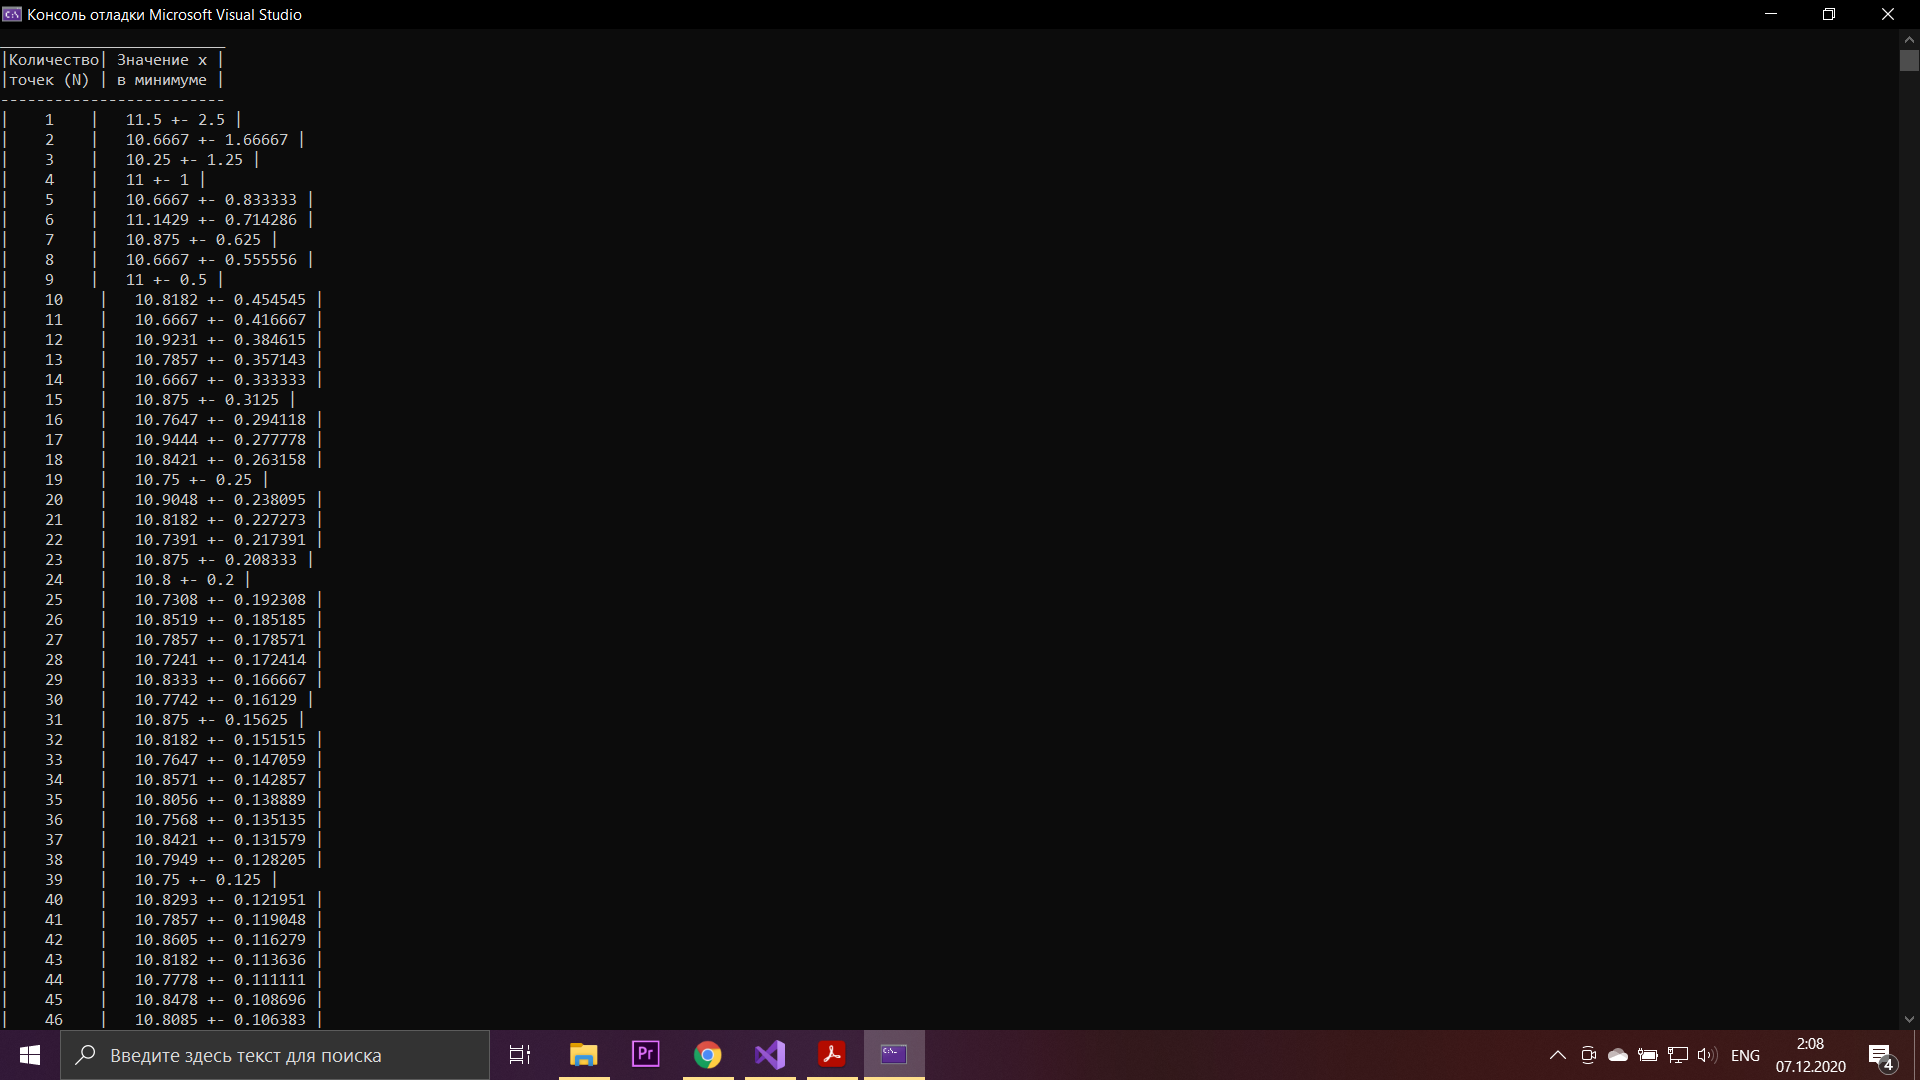 Консоль отладки Microsoft Visual Studio
|Количество| Значение x |
|точек (N) | в минимуме |
-------------------------
| 1 | 11.5 +- 2.5 |
| 2 | 10.6667 +- 1.66667 |
| 3 | 10.25 +- 1.25 |
| 4 | 11 +- 1 |
| 5 | 10.6667 +- 0.833333 |
| 6 | 11.1429 +- 0.714286 |
| 7 | 10.875 +- 0.625 |
| 8 | 10.6667 +- 0.555556 |
| 9 | 11 +- 0.5 |
| 10 | 10.8182 +- 0.454545 |
| 11 | 10.6667 +- 0.416667 |
| 12 | 10.9231 +- 0.384615 |
| 13 | 10.7857 +- 0.357143 |
| 14 | 10.6667 +- 0.333333 |
| 15 | 10.875 +- 0.3125 |
| 16 | 10.7647 +- 0.294118 |
| 17 | 10.9444 +- 0.277778 |
| 18 | 10.8421 +- 0.263158 |
| 19 | 10.75 +- 0.25 |
| 20 | 10.9048 +- 0.238095 |
| 21 | 10.8182 +- 0.227273 |
| 22 | 10.7391 +- 0.217391 |
| 23 | 10.875 +- 0.208333 |
| 24 | 10.8 +- 0.2 |
| 25 | 10.7308 +- 0.192308 |
| 26 | 10.8519 +- 0.185185 |
| 27 | 10.7857 +- 0.178571 |
| 28 | 10.7241 +- 0.172414 |
| 29 | 10.8333 +- 0.166667 |
| 30 | 10.7742 +- 0.16129 |
| 31 | 10.875 +- 0.15625 |
| 32 | 10.8182 +- 0.151515 |
| 33 | 10.7647 +- 0.147059 |
| 34 | 10.8571 +- 0.142857 |
| 35 | 10.8056 +- 0.138889 |
| 36 | 10.7568 +- 0.135135 |
| 37 | 10.8421 +- 0.131579 |
| 38 | 10.7949 +- 0.128205 |
| 39 | 10.75 +- 0.125 |
| 40 | 10.8293 +- 0.121951 |
| 41 | 10.7857 +- 0.119048 |
| 42 | 10.8605 +- 0.116279 |
| 43 | 10.8182 +- 0.113636 |
| 44 | 10.7778 +- 0.111111 |
| 45 | 10.8478 +- 0.108696 |
| 46 | 10.8085 +- 0.106383 |
Введите здесь текст для поиска
Pr
ENG
2:08
07.12.2020
4